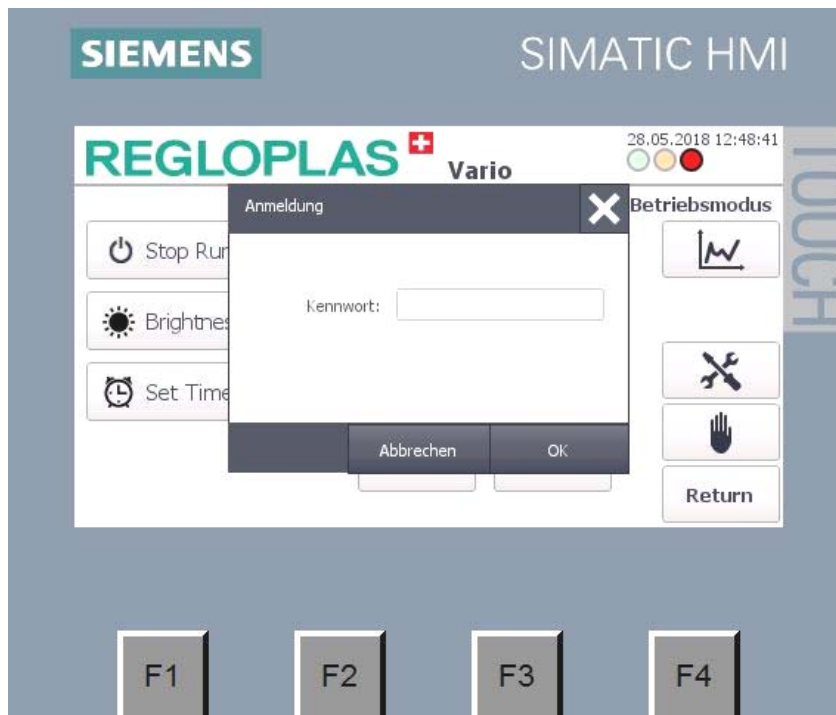 SIEMENS
SIMATIC HMI
TOUCH
REGLOPLAS Vario
28.05.2018 12:48:41
Anmeldung
Betriebsmodus
Stop Run
Kennwort:
Brightnes
Set Time
Abbrechen OK
Return
F1 F2 F3 F4